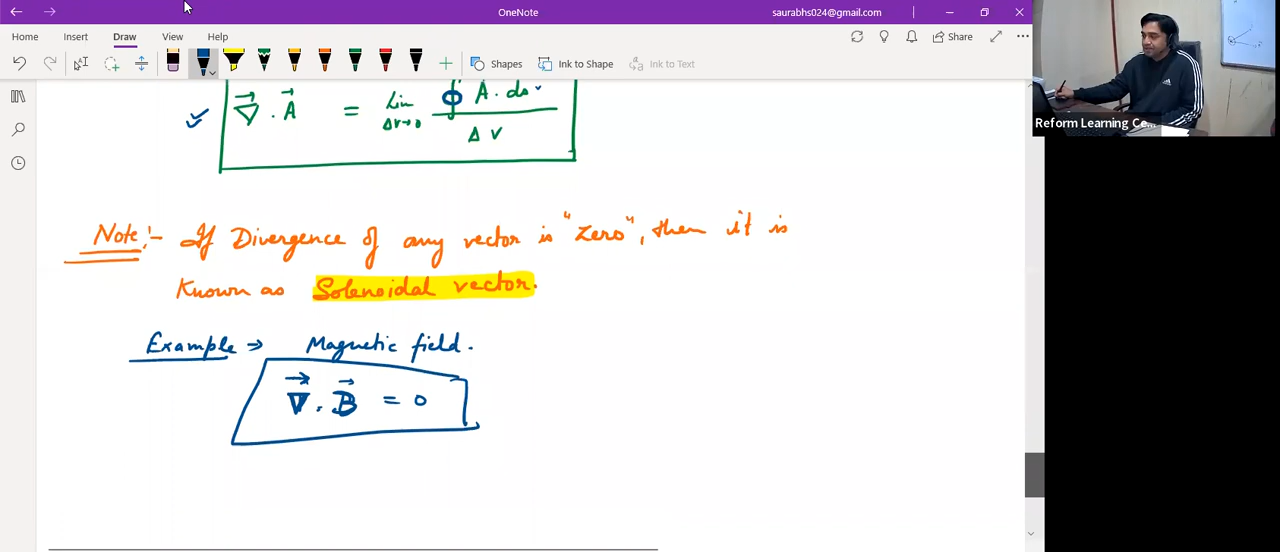 OneNote
saurabhs024@gmail.com
Home Insert Draw View Help Share
Shapes Ink to Shape Ink to Text
Reform Learning Ce...
∇⃗ . A⃗ = Lim Δv→0 ∮ A . ds / Δv
Note:- If Divergence of any vector is "Zero", then it is
Known as Solenoidal vector.
Example ⇒ Magnetic field.
∇⃗ . B⃗ = 0